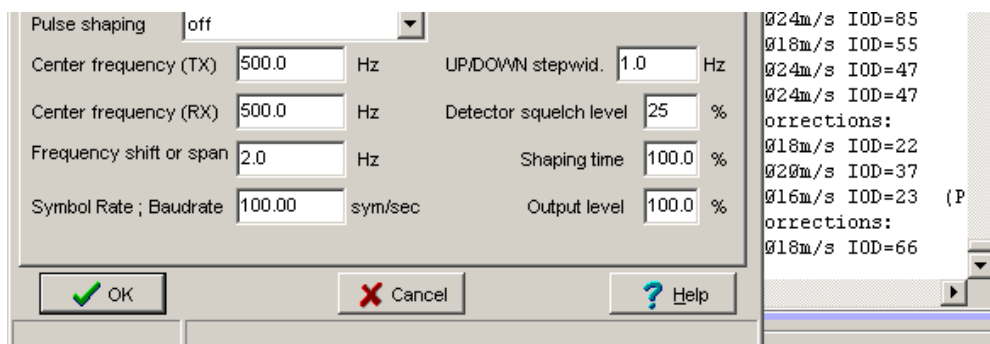 Pulse shaping off
Center frequency (TX) 500.0 Hz UP/DOWN stepwid. 1.0 Hz
Center frequency (RX) 500.0 Hz Detector squelch level 25 %
Frequency shift or span 2.0 Hz Shaping time 100.0 %
Symbol Rate ; Baudrate 100.00 sym/sec Output level 100.0 %
OK Cancel Help
024m/s IOD=85
018m/s IOD=55
024m/s IOD=47
024m/s IOD=47
orrections:
018m/s IOD=22
020m/s IOD=37
016m/s IOD=23 (P
orrections:
018m/s IOD=66